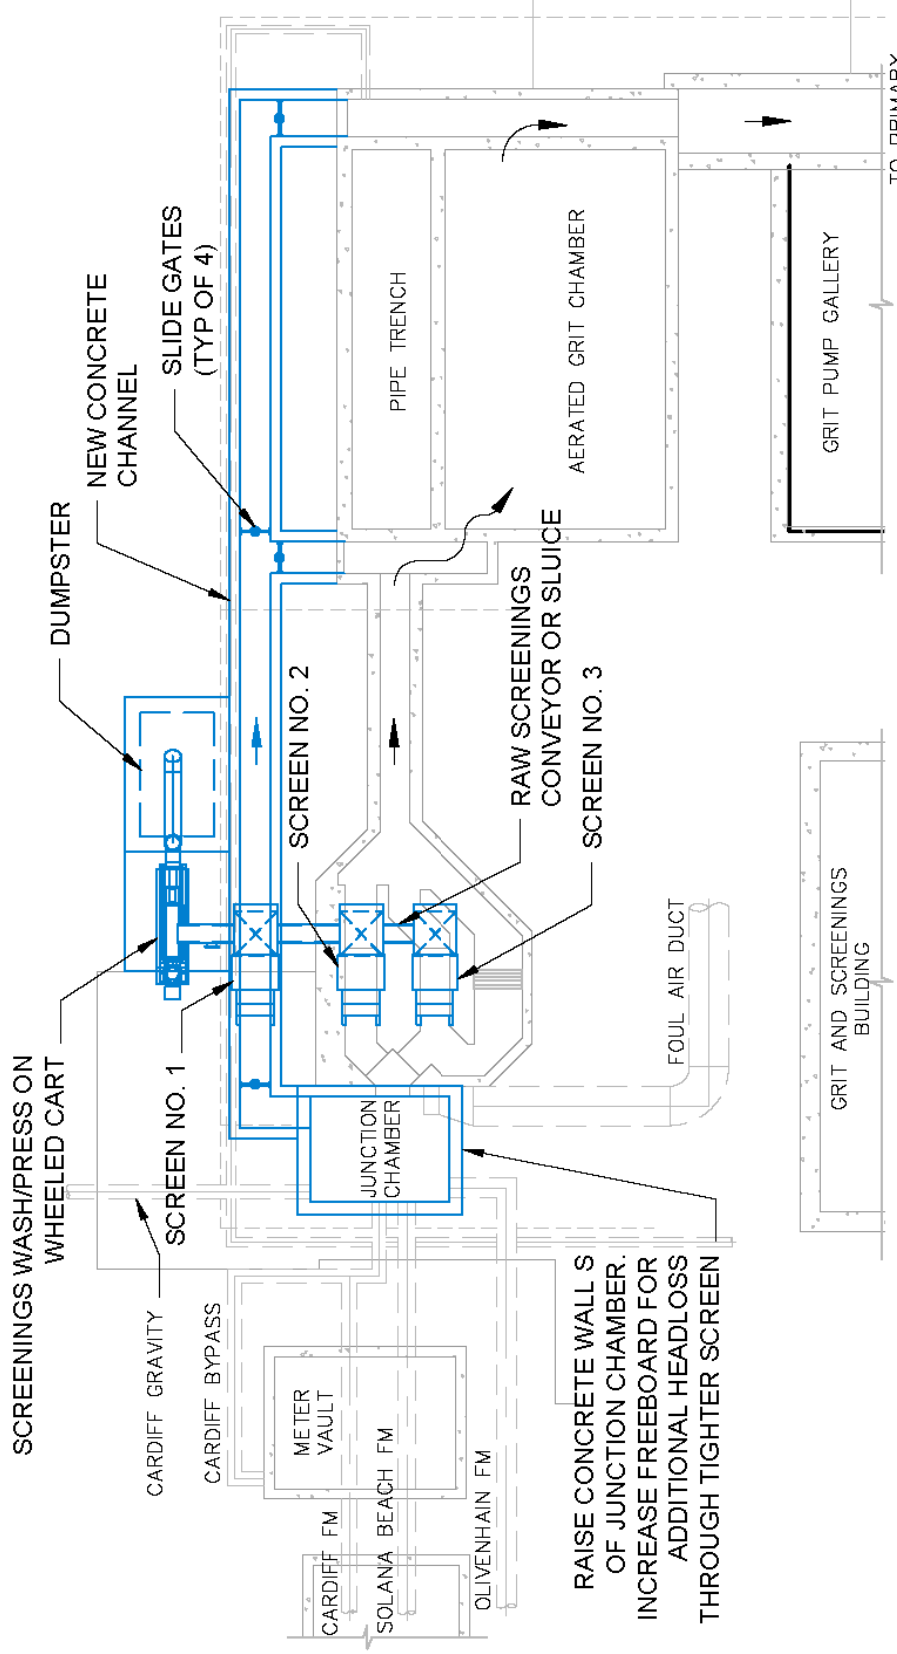 SCREENINGS WASH/PRESS ON
WHEELED CART
DUMPSTER
NEW CONCRETE
CHANNEL
SLIDE GATES
(TYP OF 4)
CARDIFF GRAVITY
SCREEN NO. 1
CARDIFF BYPASS
SCREEN NO. 2
METER
VAULT
JUNCTION
CHAMBER
PIPE TRENCH
CARDIFF FM
SOLANA BEACH FM
OLIVENHAIN FM
RAW SCREENINGS
CONVEYOR OR SLUICE
SCREEN NO. 3
AERATED GRIT CHAMBER
RAISE CONCRETE WALL S
OF JUNCTION CHAMBER.
INCREASE FREEBOARD FOR
ADDITIONAL HEADLOSS
THROUGH TIGHTER SCREEN
FOUL AIR DUCT
GRIT AND SCREENINGS
BUILDING
GRIT PUMP GALLERY
TO PRIMARY